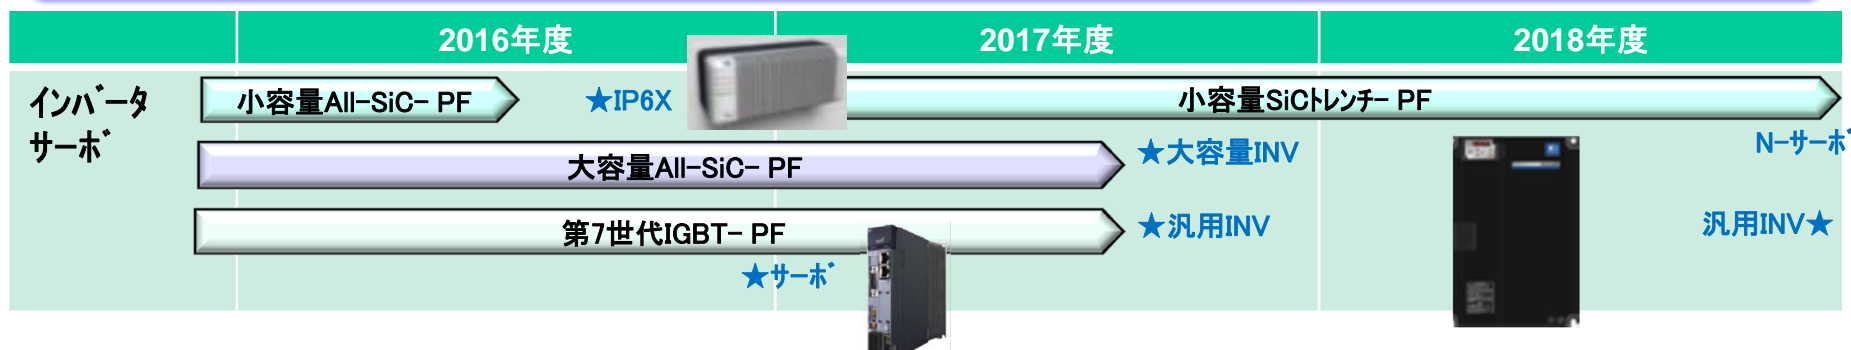 2016年度
2017年度
2018年度
ｲﾝﾊﾞｰﾀ
ｻｰﾎﾞ
小容量All-SiC- PF
★IP6X
小容量SiCﾄﾚﾝﾁ- PF
N-ｻｰﾎﾞ
大容量All-SiC- PF
★大容量INV
第7世代IGBT- PF
★汎用INV
汎用INV★
★ｻｰﾎﾞ